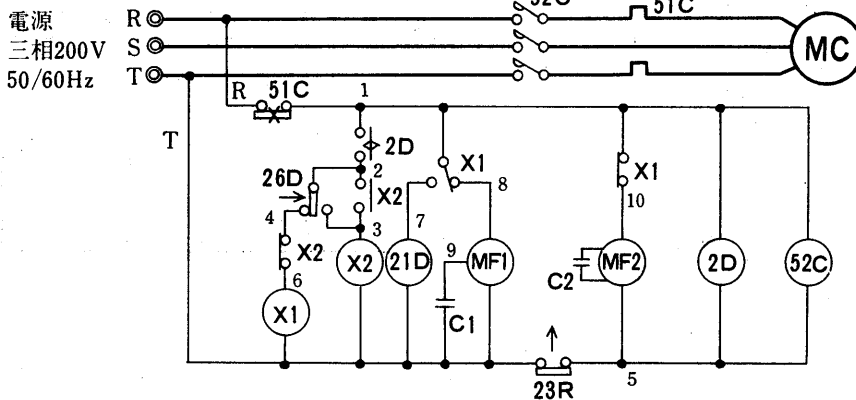 電源
三相200V
50/60Hz
R
S
T
52C
51C
MC
R
51C
1
T
2D
2
26D
X2
X1
X1
4
3
7
8
10
X2
6
X2
21D
9
MF1
MF2
2D
52C
C2
X1
C1
23R
5